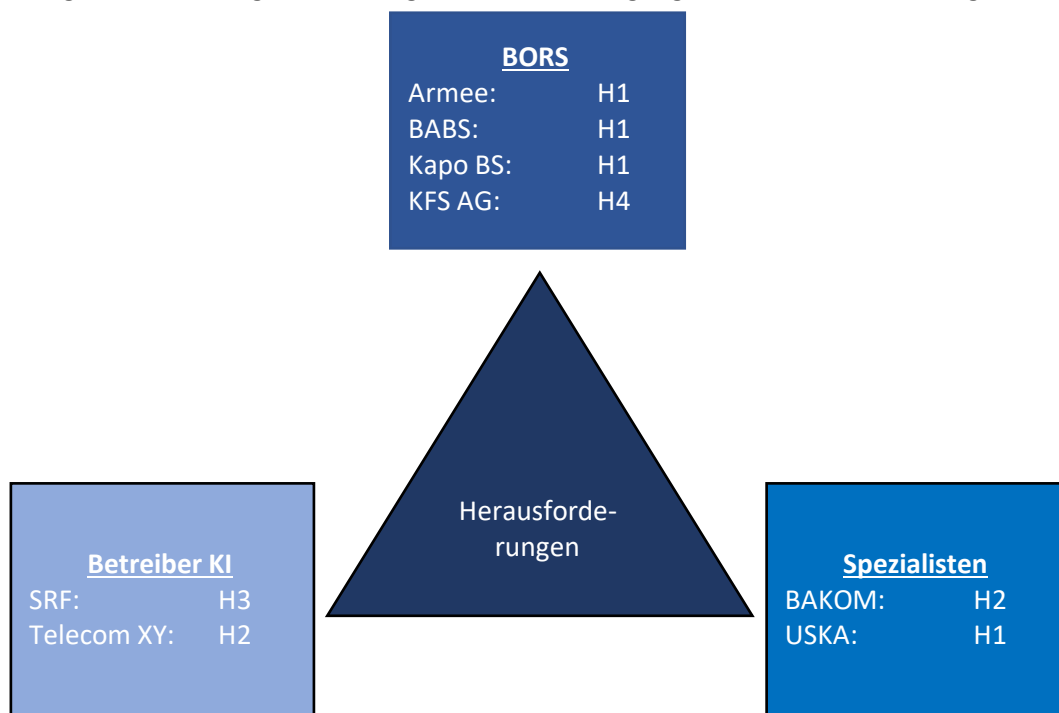 BORS
Armee: H1
BABS: H1
Kapo BS: H1
KFS AG: H4
Herausforde-
rungen
Betreiber KI
SRF: H3
Telecom XY: H2
Spezialisten
BAKOM: H2
USKA: H1